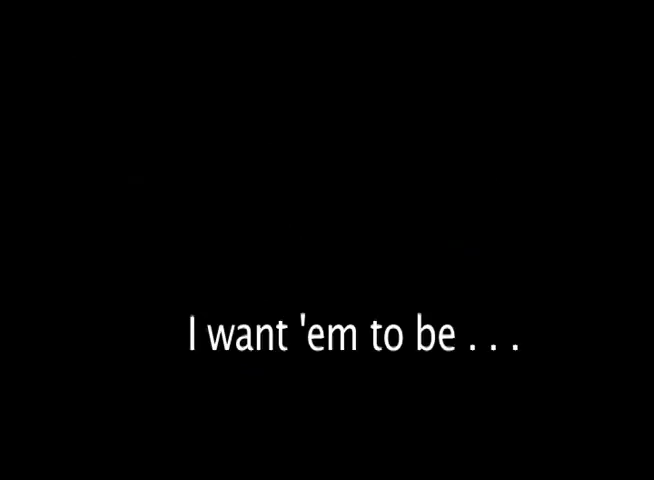 I want 'em to be . . .